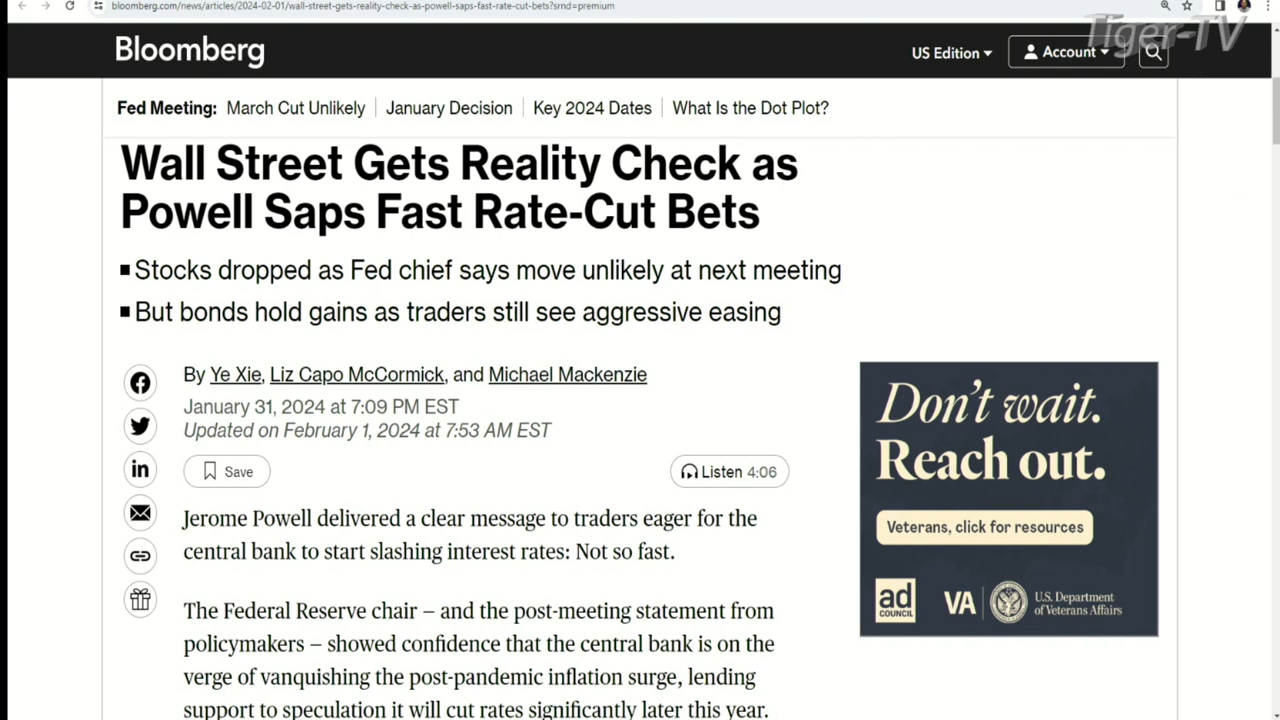 bloomberg.com/news/articles/2024-02-01/wall-street-gets-reality-check-as-powell-saps-fast-rate-cut-bets?srnd=premium
Tiger-TV
Bloomberg
US Edition
Account
Fed Meeting: March Cut Unlikely January Decision Key 2024 Dates What Is the Dot Plot?
Wall Street Gets Reality Check as
Powell Saps Fast Rate-Cut Bets
Stocks dropped as Fed chief says move unlikely at next meeting
But bonds hold gains as traders still see aggressive easing
By Ye Xie, Liz Capo McCormick, and Michael Mackenzie
January 31, 2024 at 7:09 PM EST
Updated on February 1, 2024 at 7:53 AM EST
Save
Listen 4:06
Jerome Powell delivered a clear message to traders eager for the
central bank to start slashing interest rates: Not so fast.
The Federal Reserve chair – and the post-meeting statement from
policymakers – showed confidence that the central bank is on the
verge of vanquishing the post-pandemic inflation surge, lending
support to speculation it will cut rates significantly later this year.
in
Don't wait.
Reach out.
Veterans, click for resources
ad
COUNCIL
VA
U.S. Department
of Veterans Affairs